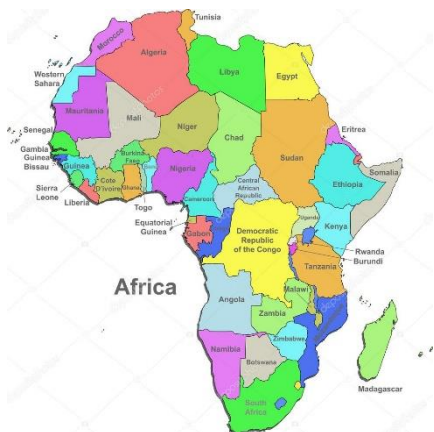 Tunisia
Morocco
Algeria
Libya
Egypt
Western
Sahara
Mauritania
Mali
Niger
Chad
Sudan
Eritrea
Senegal
Gambia
Guinea
Bissau
Guinea
Burkina
Faso
Nigeria
Ethiopia
Somalia
Sierra
Leone
Liberia
Cote
D'ivoire
Ghana
Togo
Cameroon
Central
African
Republic
Equatorial
Guinea
Gabon
Democratic
Republic
of the Congo
Uganda
Kenya
Rwanda
Burundi
Tanzania
Africa
Angola
Zambia
Malawi
Zimbabwe
Namibia
Botswana
Madagascar
South
Africa